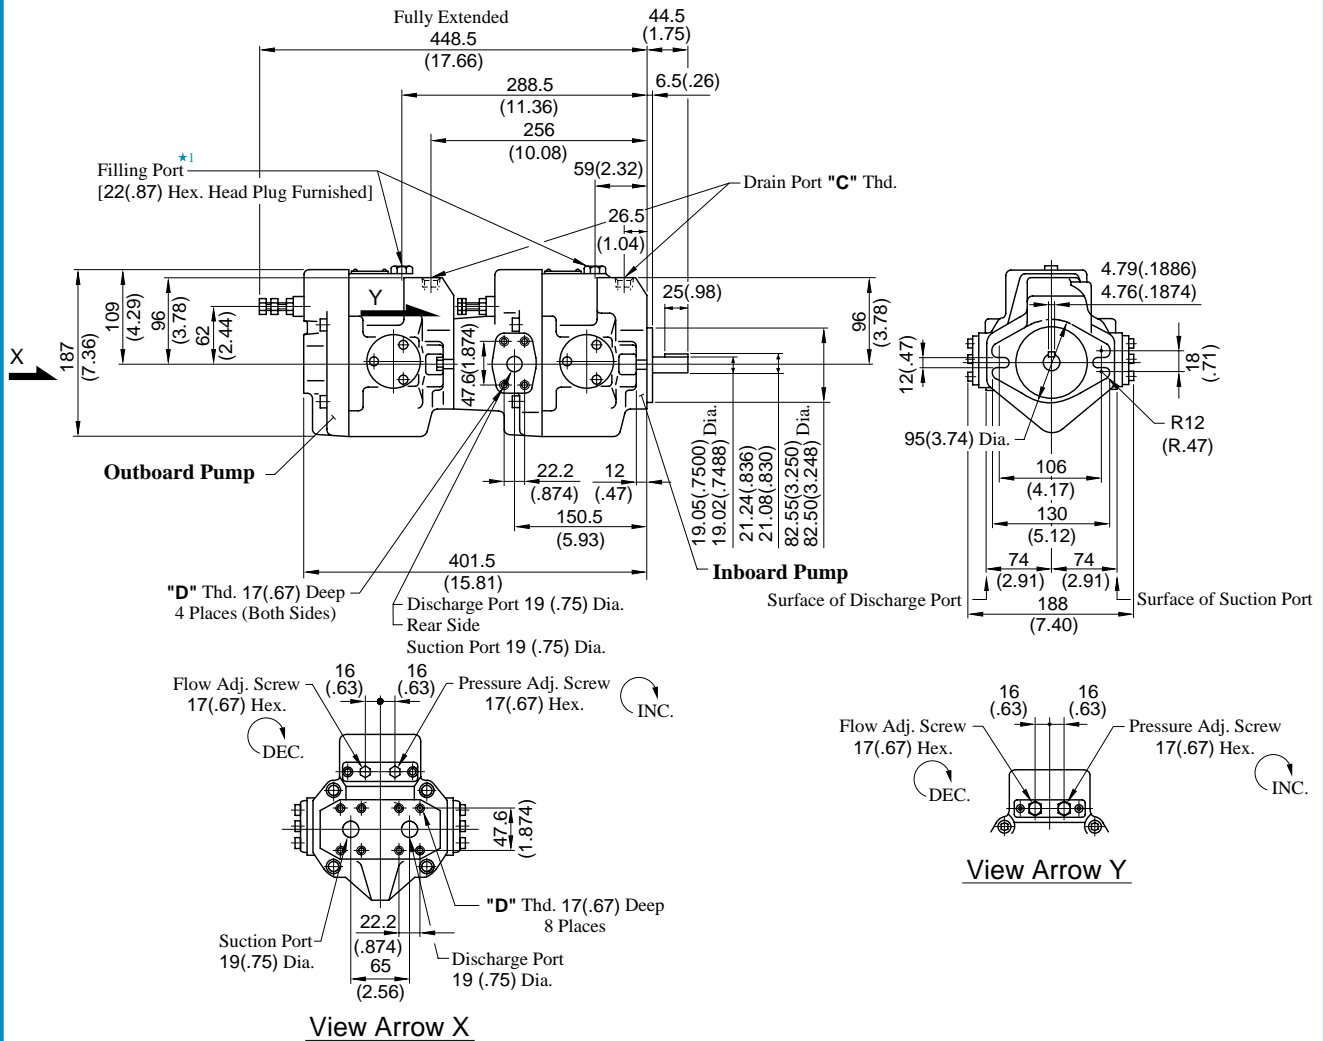 Fully Extended
448.5
(17.66)
44.5
(1.75)
288.5
(11.36)
6.5(.26)
256
(10.08)
59(2.32)
Filling Port★1
[22(.87) Hex. Head Plug Furnished]
Drain Port "C" Thd.
26.5
(1.04)
Y
X
187
(7.36)
109
(4.29)
96
(3.78)
62
(2.44)
47.6(1.874)
25(.98)
96
(3.78)
4.79(.1886)
4.76(.1874)
12(.47)
18
(.71)
R12
(R.47)
95(3.74) Dia.
106
(4.17)
130
(5.12)
74
(2.91)
74
(2.91)
Surface of Discharge Port
Surface of Suction Port
188
(7.40)
Outboard Pump
22.2
(.874)
12
(.47)
150.5
(5.93)
401.5
(15.81)
19.05(.7500) Dia.
19.02(.7488)
21.24(.836)
21.08(.830)
82.55(3.250) Dia.
82.50(3.248)
Inboard Pump
"D" Thd. 17(.67) Deep
4 Places (Both Sides)
Discharge Port 19 (.75) Dia.
Rear Side
Suction Port 19 (.75) Dia.
16
(.63)
16
(.63)
Flow Adj. Screw
17(.67) Hex.
DEC.
Pressure Adj. Screw
17(.67) Hex.
INC.
47.6
(1.874)
"D" Thd. 17(.67) Deep
8 Places
Suction Port
19(.75) Dia.
22.2
(.874)
65
(2.56)
Discharge Port
19 (.75) Dia.
View Arrow X
16
(.63)
16
(.63)
Flow Adj. Screw
17(.67) Hex.
DEC.
Pressure Adj. Screw
17(.67) Hex.
INC.
View Arrow Y